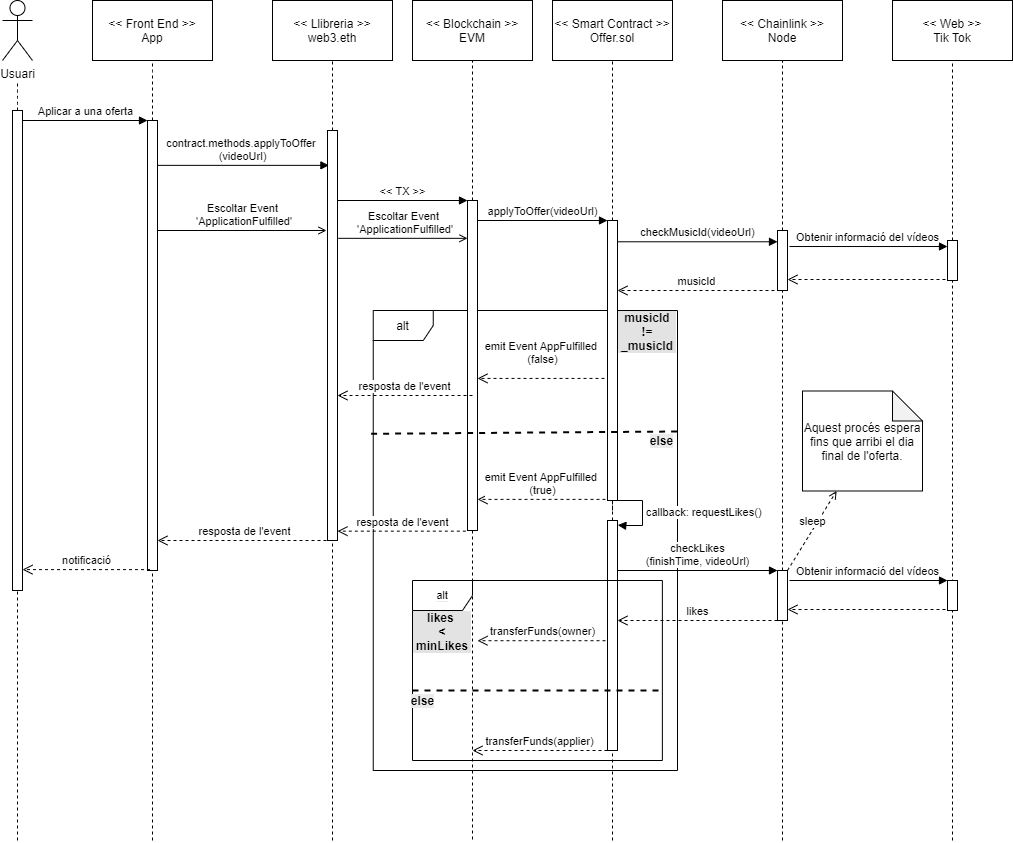 << Front End >>
App
<< Llibreria >>
web3.eth
<< Blockchain >>
EVM
<< Smart Contract >>
Offer.sol
<< Chainlink >>
Node
<< Web >>
Tik Tok
Usuari
Aplicar a una oferta
contract.methods.applyToOffer
(videoUrl)
<< TX >>
Escoltar Event
'ApplicationFulfilled'
Escoltar Event
'ApplicationFulfilled'
applyToOffer(videoUrl)
checkMusicId(videoUrl)
Obtenir informació del vídeos
musicId
alt
musicId
!=
_musicId
emit Event AppFulfilled
(false)
resposta de l'event
else
Aquest procés espera
fins que arribi el dia
final de l'oferta.
emit Event AppFulfilled
(true)
callback: requestLikes()
sleep
resposta de l'event
resposta de l'event
notificació
checkLikes
(finishTime, videoUrl)
Obtenir informació del vídeos
alt
likes
<
minLikes
likes
transferFunds(owner)
else
transferFunds(applier)